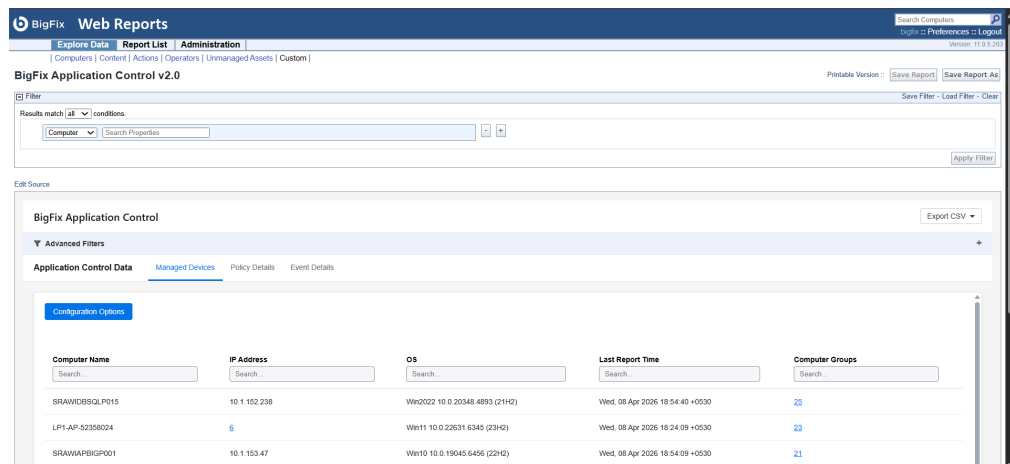 BigFix Web Reports
Search Computers
bigfix :: Preferences :: Logout
Explore Data Report List Administration
Version: 11.0.5.203
| Computers | Content | Actions | Operators | Unmanaged Assets | Custom |
BigFix Application Control v2.0
Printable Version :: Save Report Save Report As
Filter
Save Filter - Load Filter - Clear
Results match all conditions.
Computer Search Properties - +
Apply Filter
Edit Source
BigFix Application Control
Export CSV
Advanced Filters +
Application Control Data Managed Devices Policy Details Event Details
Configuration Options
Computer Name IP Address OS Last Report Time Computer Groups
Search... Search... Search... Search... Search...
SRAWIDBSQLP015 10.1.152.238 Win2022 10.0.20348.4893 (21H2) Wed, 08 Apr 2026 18:54:40 +0530 25
LP1-AP-52358024 6 Win11 10.0.22631.6345 (23H2) Wed, 08 Apr 2026 18:24:09 +0530 23
SRAWIAPBIGP001 10.1.153.47 Win10 10.0.19045.6456 (22H2) Wed, 08 Apr 2026 18:54:09 +0530 21